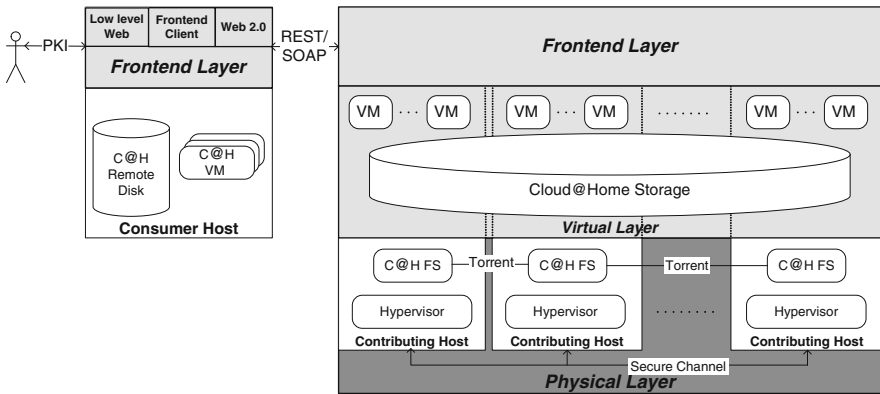 Low level
Web
Frontend
Client
Web 2.0
PKI
Frontend Layer
C@H
Remote
Disk
C@H
VM
Consumer Host
REST/
SOAP
Frontend Layer
VM ... VM
VM ... VM
.......
VM ... VM
Cloud@Home Storage
Virtual Layer
C@H FS
Torrent
C@H FS
Torrent
C@H FS
Hypervisor
Hypervisor
........
Hypervisor
Contributing Host
Contributing Host
Contributing Host
Secure Channel
Physical Layer